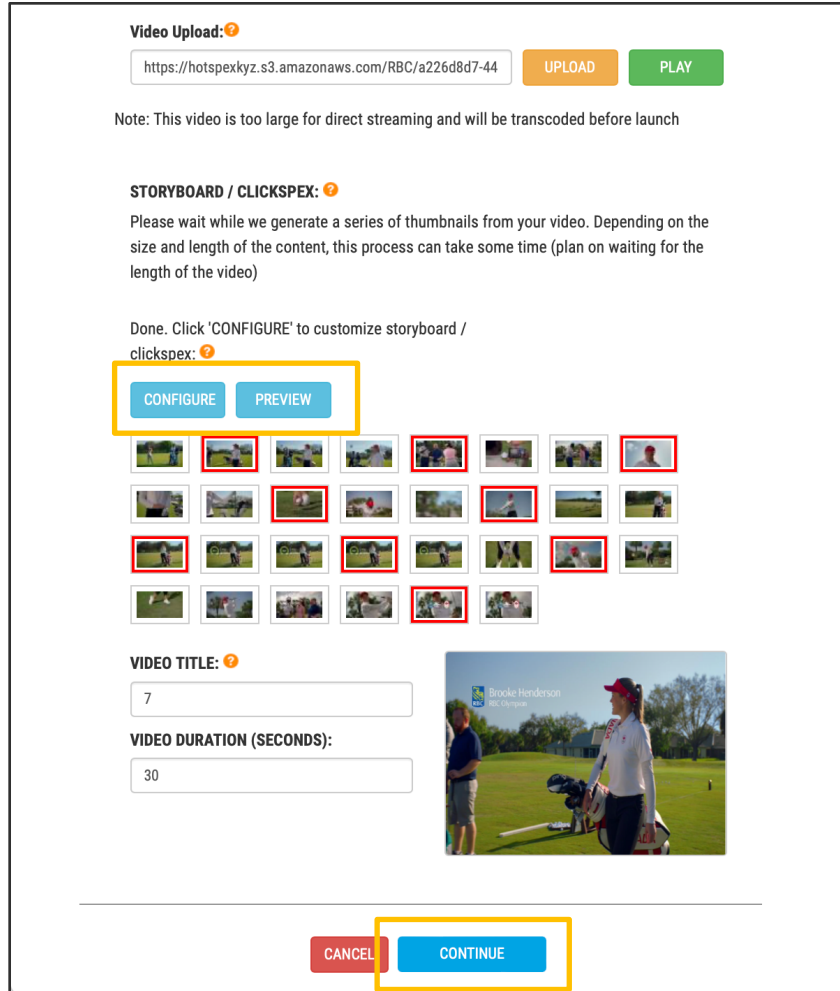 Video Upload:?
https://hotspexkyz.s3.amazonaws.com/RBC/a226d8d7-44 UPLOAD PLAY
Note: This video is too large for direct streaming and will be transcoded before launch
STORYBOARD / CLICKSPEX: ?
Please wait while we generate a series of thumbnails from your video. Depending on the
size and length of the content, this process can take some time (plan on waiting for the
length of the video)
Done. Click 'CONFIGURE' to customize storyboard /
clickspex: ?
CONFIGURE PREVIEW
VIDEO TITLE: ?
7
VIDEO DURATION (SECONDS):
30
Brooke Henderson
RBC Olympian
RBC
CANCEL CONTINUE